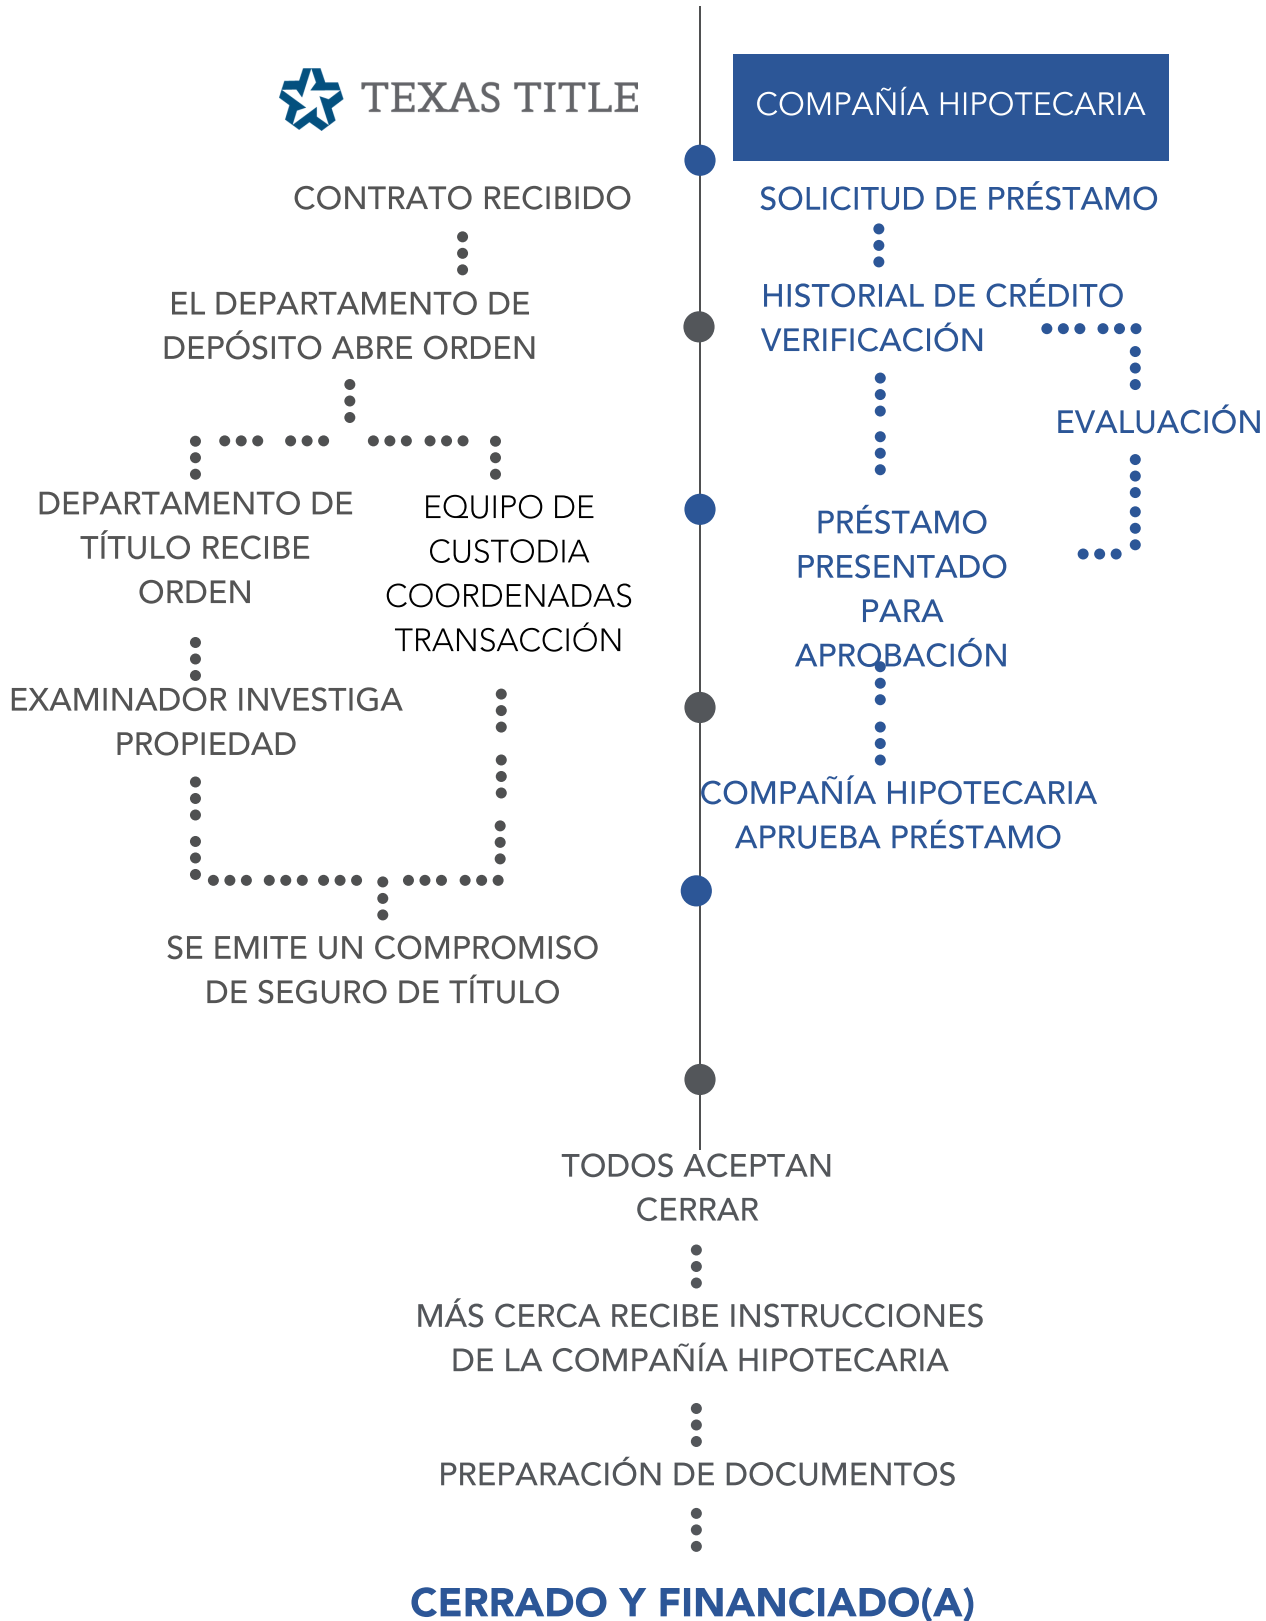 TEXAS TITLE
CONTRATO RECIBIDO
EL DEPARTAMENTO DE
DEPÓSITO ABRE ORDEN
DEPARTAMENTO DE
TÍTULO RECIBE
ORDEN
EQUIPO DE
CUSTODIA
COORDENADAS
TRANSACCIÓN
EXAMINADOR INVESTIGA
PROPIEDAD
SE EMITE UN COMPROMISO
DE SEGURO DE TÍTULO
COMPAÑÍA HIPOTECARIA
SOLICITUD DE PRÉSTAMO
HISTORIAL DE CRÉDITO
VERIFICACIÓN
EVALUACIÓN
PRÉSTAMO
PRESENTADO
PARA
APROBACIÓN
COMPAÑÍA HIPOTECARIA
APRUEBA PRÉSTAMO
TODOS ACEPTAN
CERRAR
MÁS CERCA RECIBE INSTRUCCIONES
DE LA COMPAÑÍA HIPOTECARIA
PREPARACIÓN DE DOCUMENTOS
CERRADO Y FINANCIADO(A)